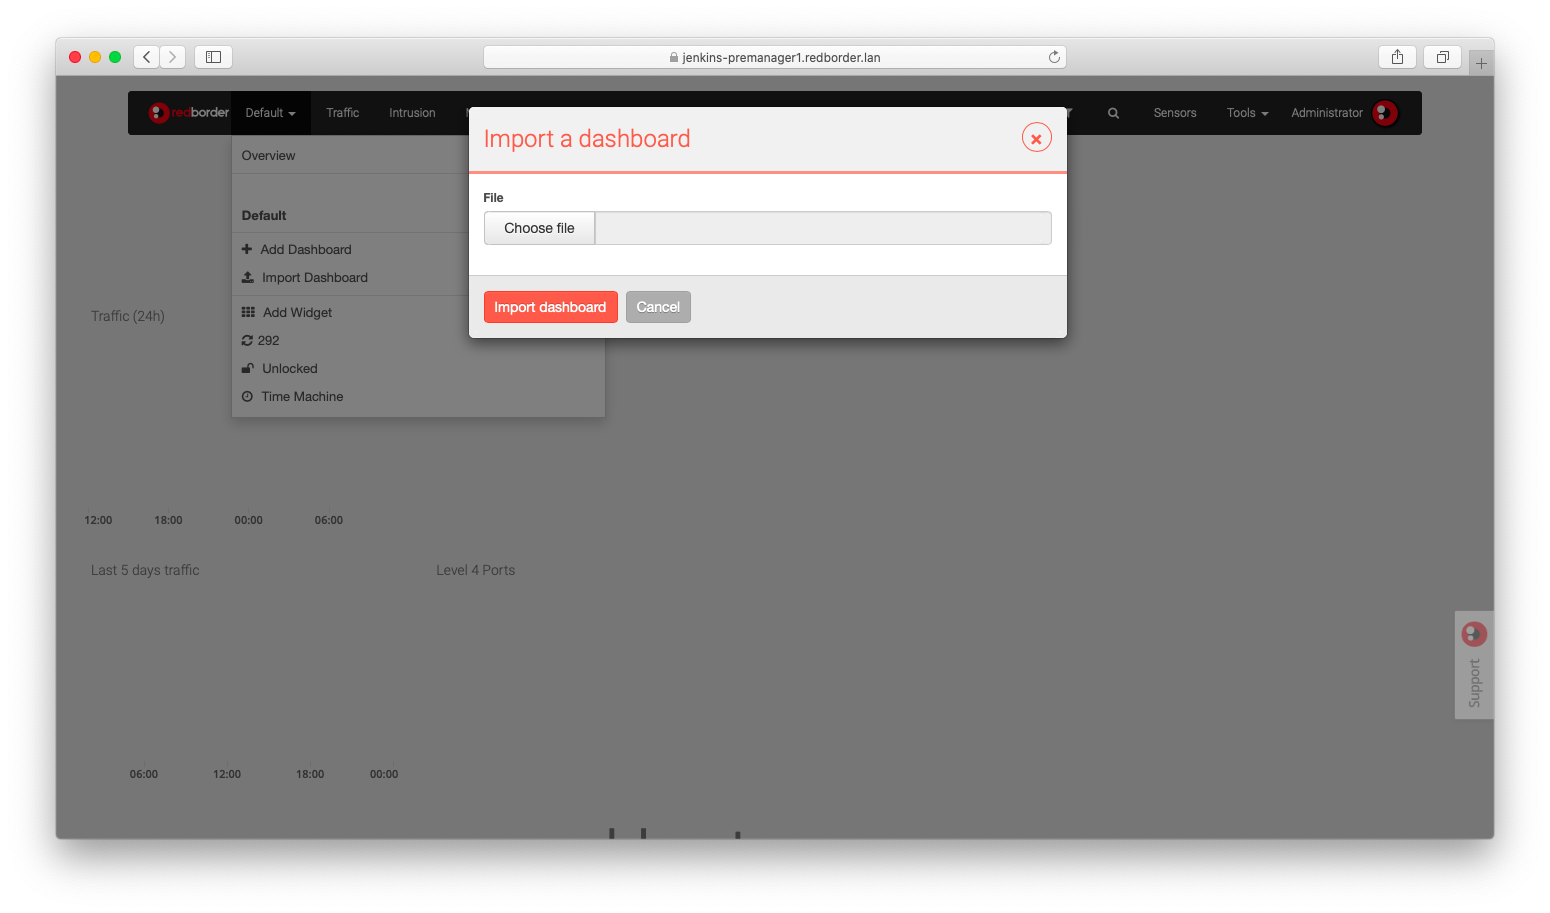 jenkins-premanager1.redborder.lan
redborder
Default
Traffic
Intrusion
Sensors
Tools
Administrator
Import a dashboard
File
Choose file
Import dashboard
Cancel
Overview
Default
Add Dashboard
Import Dashboard
Add Widget
292
Unlocked
Time Machine
Traffic (24h)
12:00 18:00 00:00 06:00
Last 5 days traffic
Level 4 Ports
06:00 12:00 18:00 00:00
Support